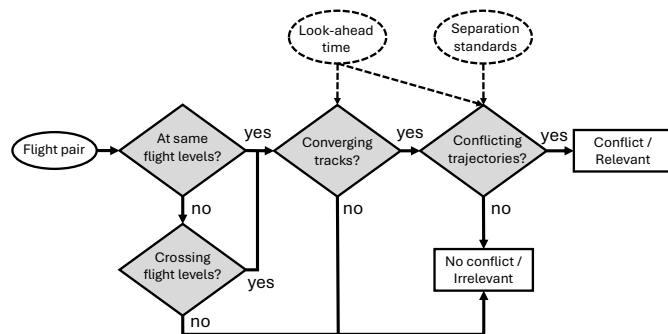 Look-ahead
time
Separation
standards
Flight pair
At same
flight levels?
yes
Converging
tracks?
yes
Conflicting
trajectories?
yes
Conflict /
Relevant
no
no
no
Crossing
flight levels?
yes
No conflict /
Irrelevant
no